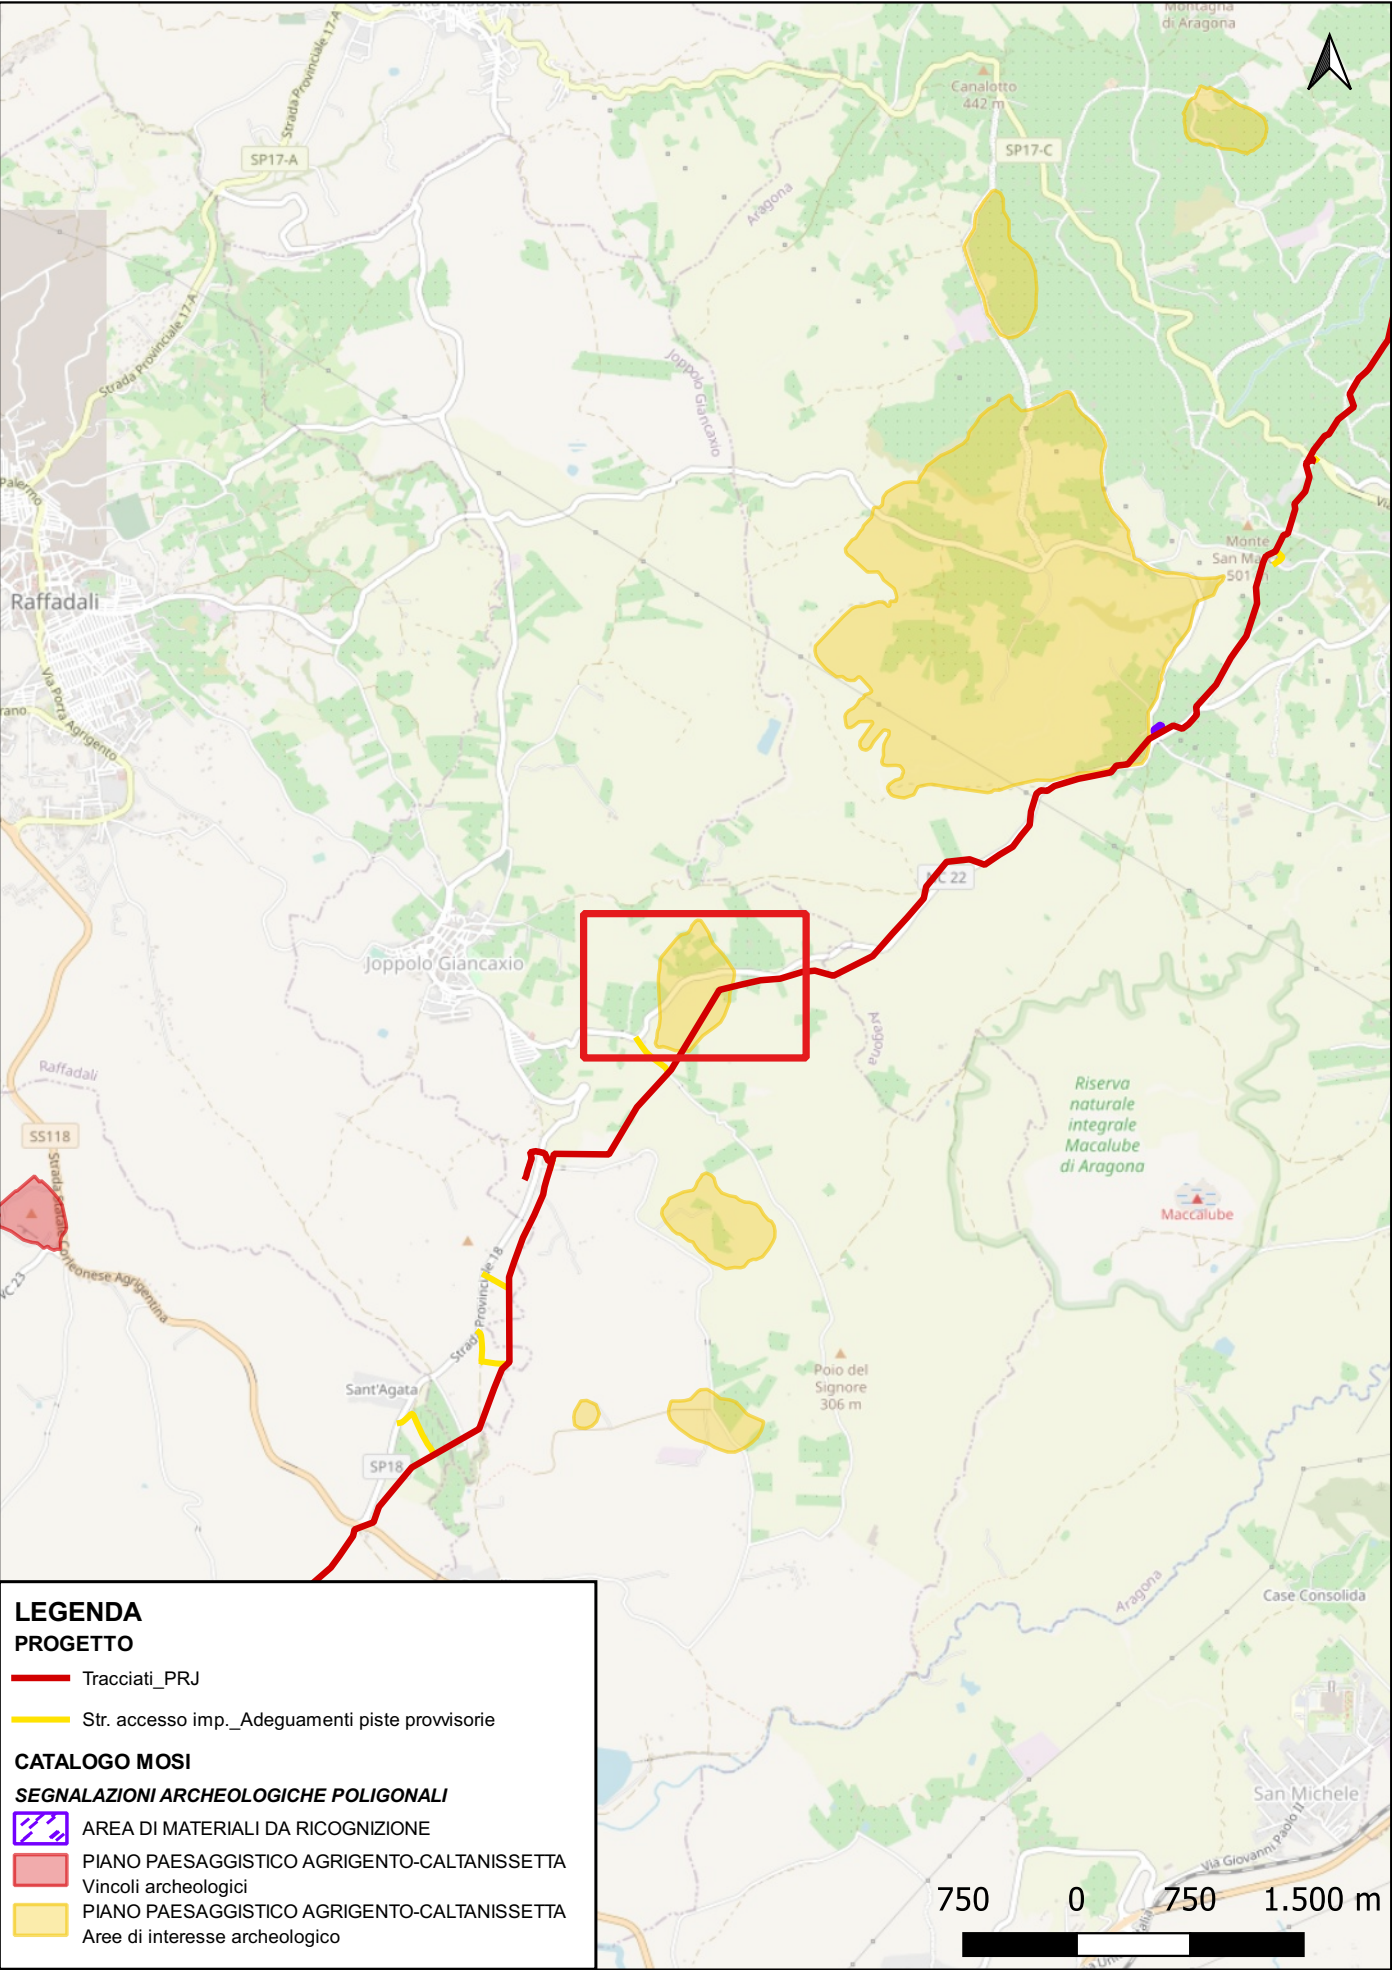 Montagna
di Aragona
Canalotto
442 m
Strada Provinciale 17-A
SP17-A
SP17-C
Aragona
Strada Provinciale 17-A
Joppolo Giancaxio
Palermo
Monte
501
Raffadali
Via Porta Agrigento
22
Joppolo Giancaxio
Aragona
Raffadali
Riserva
naturale
integrale
Macalube
di Aragona
SS118
Maccalube
Strada Statale Corleonese Agrigentina
Strada Provinciale 18
Poio del
Signore
306 m
Sant'Agata
SP18
Aragona
Case Consolida
San Michele
Via Giovanni Paolo II
LEGENDA
PROGETTO
Tracciati_PRJ
Str. accesso imp._Adeguamenti piste provvisorie
CATALOGO MOSI
SEGNALAZIONI ARCHEOLOGICHE POLIGONALI
AREA DI MATERIALI DA RICOGNIZIONE
PIANO PAESAGGISTICO AGRIGENTO-CALTANISSETTA
Vincoli archeologici
PIANO PAESAGGISTICO AGRIGENTO-CALTANISSETTA
Aree di interesse archeologico
750 0 750 1.500 m